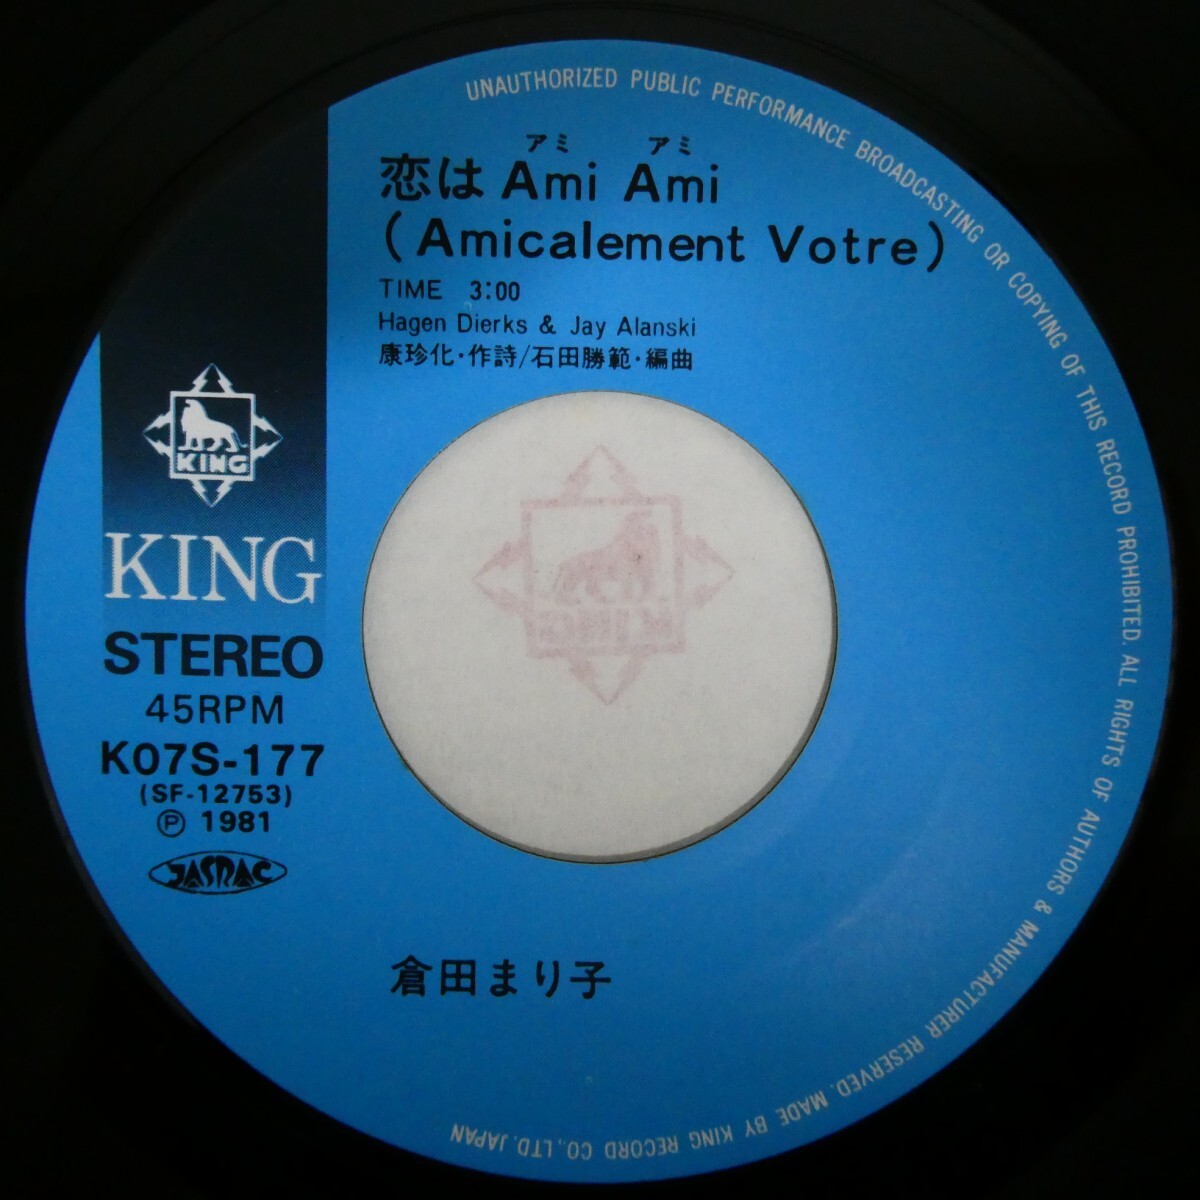 アミ アミ
恋は Ami Ami
(Amicalement Votre)
TIME 3:00
Hagen Dierks & Jay Alanski
康珍化・作詩/石田勝範・編曲
KING
KING
STEREO
45RPM
K07S-177
(SF-12753)
Ⓟ 1981
JASRAC
倉田まり子
UNAUTHORIZED PUBLIC PERFORMANCE BROADCASTING OR COPYING OF THIS RECORD PROHIBITED. ALL RIGHTS OF AUTHORS & MANUFACTURER RESERVED. MADE BY KING RECORD CO., LTD. JAPAN